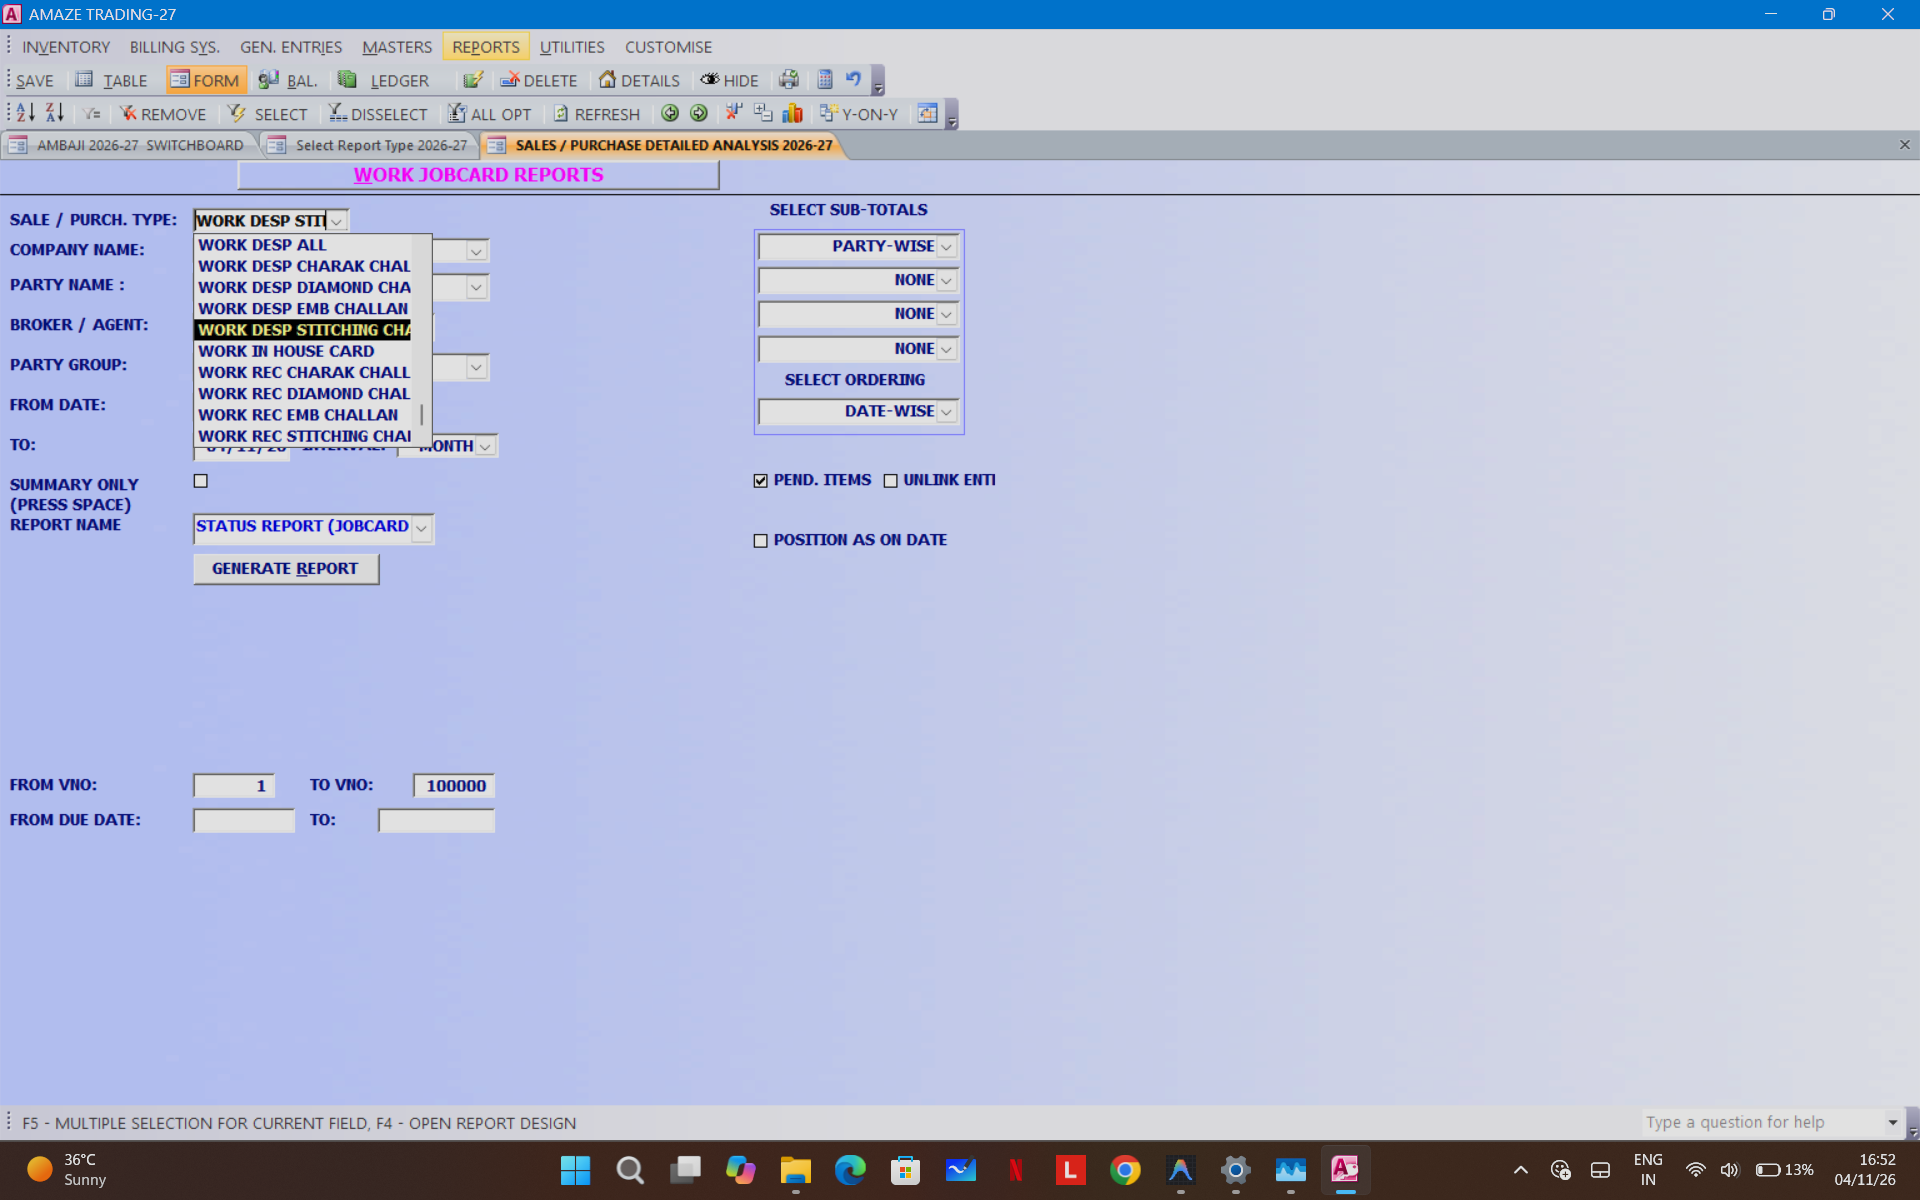 AMAZE TRADING-27
INVENTORY BILLING SYS. GEN. ENTRIES MASTERS REPORTS UTILITIES CUSTOMISE
SAVE TABLE FORM BAL. LEDGER DELETE DETAILS HIDE
REMOVE SELECT DISSELECT ALL OPT REFRESH Y-ON-Y
AMBAJI 2026-27 SWITCHBOARD Select Report Type 2026-27 SALES / PURCHASE DETAILED ANALYSIS 2026-27
WORK JOBCARD REPORTS
SALE / PURCH. TYPE: WORK DESP STIT
WORK DESP ALL
WORK DESP CHARAK CHAL
WORK DESP DIAMOND CHA
WORK DESP EMB CHALLAN
WORK DESP STITCHING CHA
WORK IN HOUSE CARD
WORK REC CHARAK CHALL
WORK REC DIAMOND CHAL
WORK REC EMB CHALLAN
WORK REC STITCHING CHAI
COMPANY NAME:
PARTY NAME :
BROKER / AGENT:
PARTY GROUP:
FROM DATE:
TO: 04/11/26 INTERVAL: MONTH
SUMMARY ONLY
(PRESS SPACE)
REPORT NAME STATUS REPORT (JOBCARD
GENERATE REPORT
SELECT SUB-TOTALS
PARTY-WISE
NONE
NONE
NONE
SELECT ORDERING
DATE-WISE
PEND. ITEMS UNLINK ENTI
POSITION AS ON DATE
FROM VNO: 1 TO VNO: 100000
FROM DUE DATE: TO:
F5 - MULTIPLE SELECTION FOR CURRENT FIELD, F4 - OPEN REPORT DESIGN
Type a question for help
36°C
Sunny
ENG
IN
13%
16:52
04/11/26